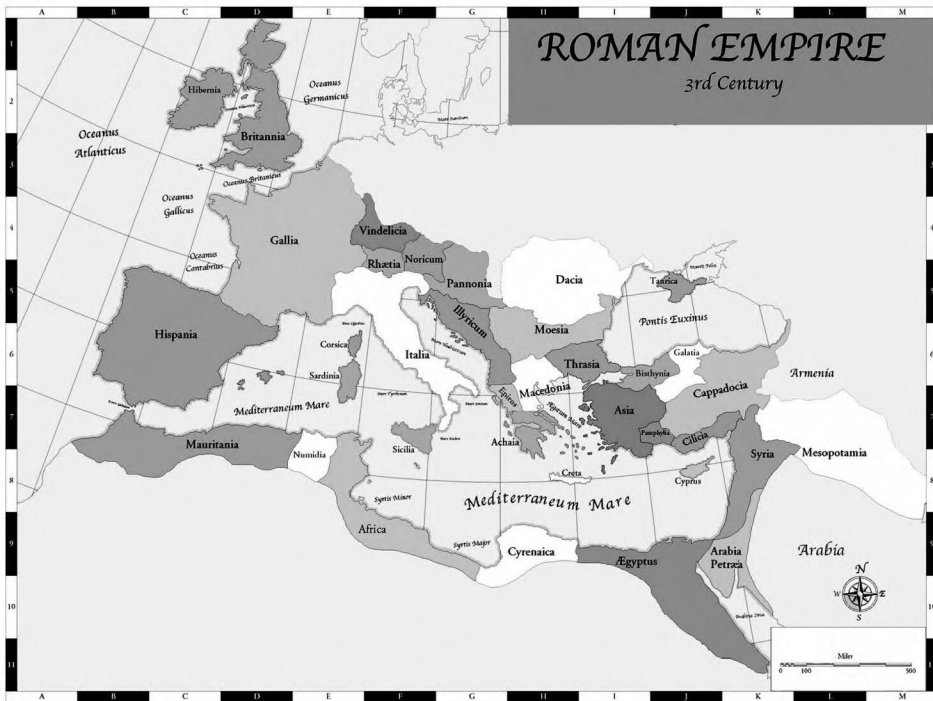 A B C D E F G H I J K L M
ROMAN EMPIRE
3rd Century
1
2
3
4
5
6
7
8
9
10
11
Hibernia
Oceanus
Germanicus
Britannia
Oceanus
Atlanticus
Oceanus Britanicus
Oceanus
Gallicus
Gallia
Vindelicia
Oceanus
Cantabrius
Rhætia
Noricum
Pannonia
Dacia
Taurica
Pontis Euxinus
Hispania
Illyricum
Moesia
Corsica
Italia
Thrasia
Galatia
Bisthynia
Armenia
Sardinia
Macedonia
Cappadocia
Mediterraneum Mare
Epirus
Ægeum Mare
Asia
Pamphylia
Cilicia
Mauritania
Numidia
Sicilia
Achaia
Syria
Mesopotamia
Creta
Cyprus
Syrtis Minor
Mediterraneum Mare
Africa
Syrtis Major
Cyrenaica
Ægyptus
Arabia
Petræa
Arabia
N
W E
S
Miles
0 100 500
A B C D E F G H I J K L M